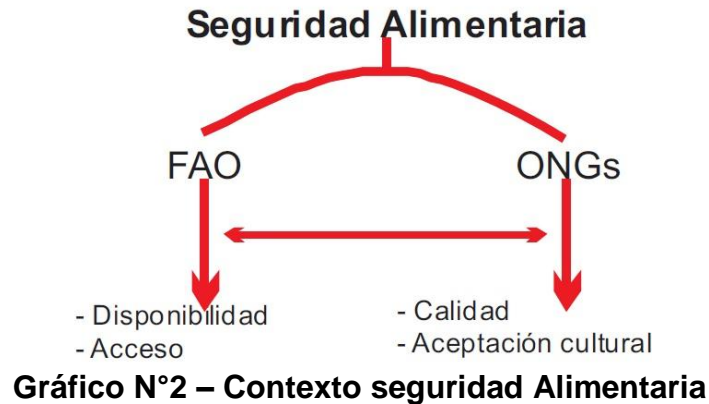 Seguridad Alimentaria
FAO
ONGs
- Disponibilidad
- Acceso
- Calidad
- Aceptación cultural
Gráfico N°2 – Contexto seguridad Alimentaria